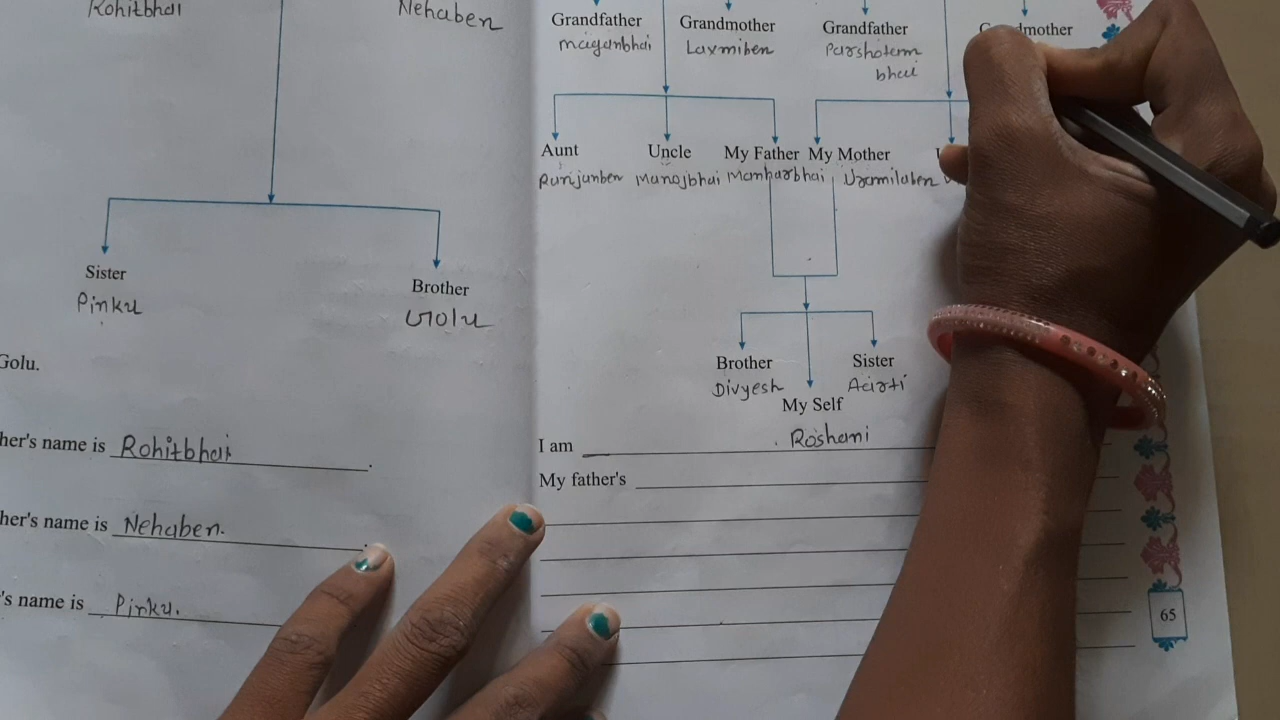 Rohitbhai
Nehaben
Sister
Pinku
Brother
Golu
Golu.
her's name is Rohitbhai.
her's name is Nehaben.
's name is Pinku.
Grandfather
maganbhai
Grandmother
Laxmiben
Grandfather
Parshotam
bhai
Aunt
Ranjanben
Uncle
Manojbhai
My Father
Manharbhai
My Mother
Urmilaben
Brother
Divyesh
Sister
Aarti
My Self
Roshani
I am
My father's
65